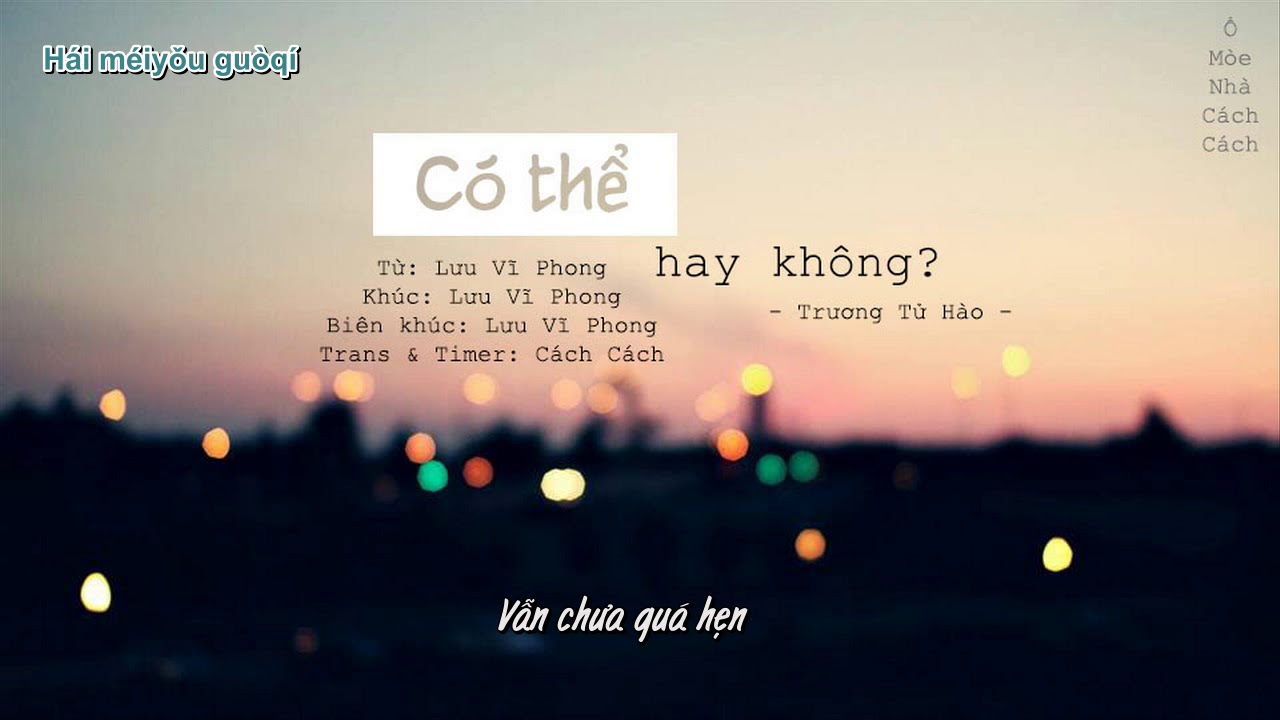 Hái méiyǒu guòqí
Ô
Mòe
Nhà
Cách
Cách
Có thể
hay không?
- Trương Tử Hào -
Từ: Lưu Vĩ Phong
Khúc: Lưu Vĩ Phong
Biên khúc: Lưu Vĩ Phong
Trans & Timer: Cách Cách
Vẫn chưa quá hẹn